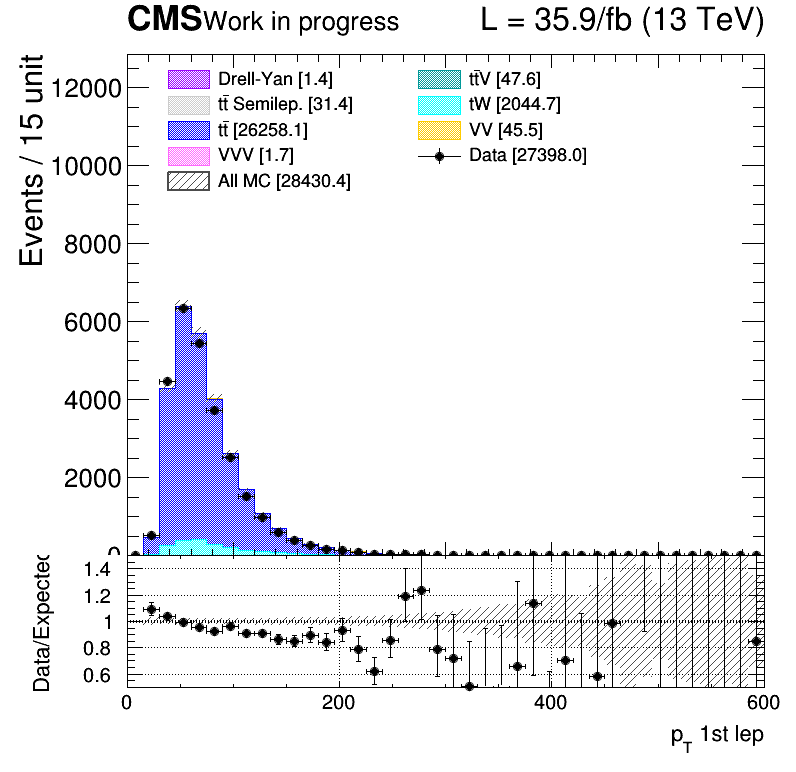 CMS Work in progress L = 35.9/fb (13 TeV)
Events / 15 unit
12000
10000
8000
6000
4000
2000
0
Drell-Yan [1.4]
tt̄ Semilep. [31.4]
tt̄ [26258.1]
VVV [1.7]
All MC [28430.4]
tt̄V [47.6]
tW [2044.7]
VV [45.5]
Data [27398.0]
Data/Expected
1.4
1.2
1
0.8
0.6
0 200 400 600
p_T 1st lep